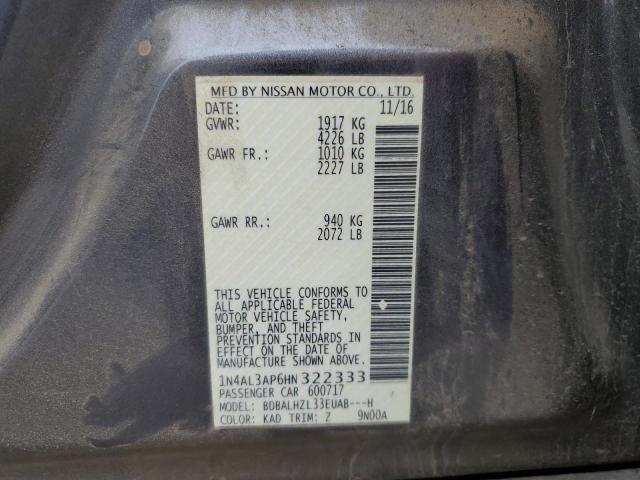 MFD BY NISSAN MOTOR CO., LTD.
DATE: 11/16
GVWR: 1917 KG
4226 LB
GAWR FR.: 1010 KG
2227 LB
GAWR RR.: 940 KG
2072 LB
THIS VEHICLE CONFORMS TO
ALL APPLICABLE FEDERAL
MOTOR VEHICLE SAFETY,
BUMPER, AND THEFT
PREVENTION STANDARDS IN
EFFECT ON THE DATE OF
MANUFACTURE SHOWN ABOVE.
1N4AL3AP6HN322333
PASSENGER CAR 600717
MODEL: BDBALHZL33EUAB---H
COLOR: KAD TRIM: Z 9N00A